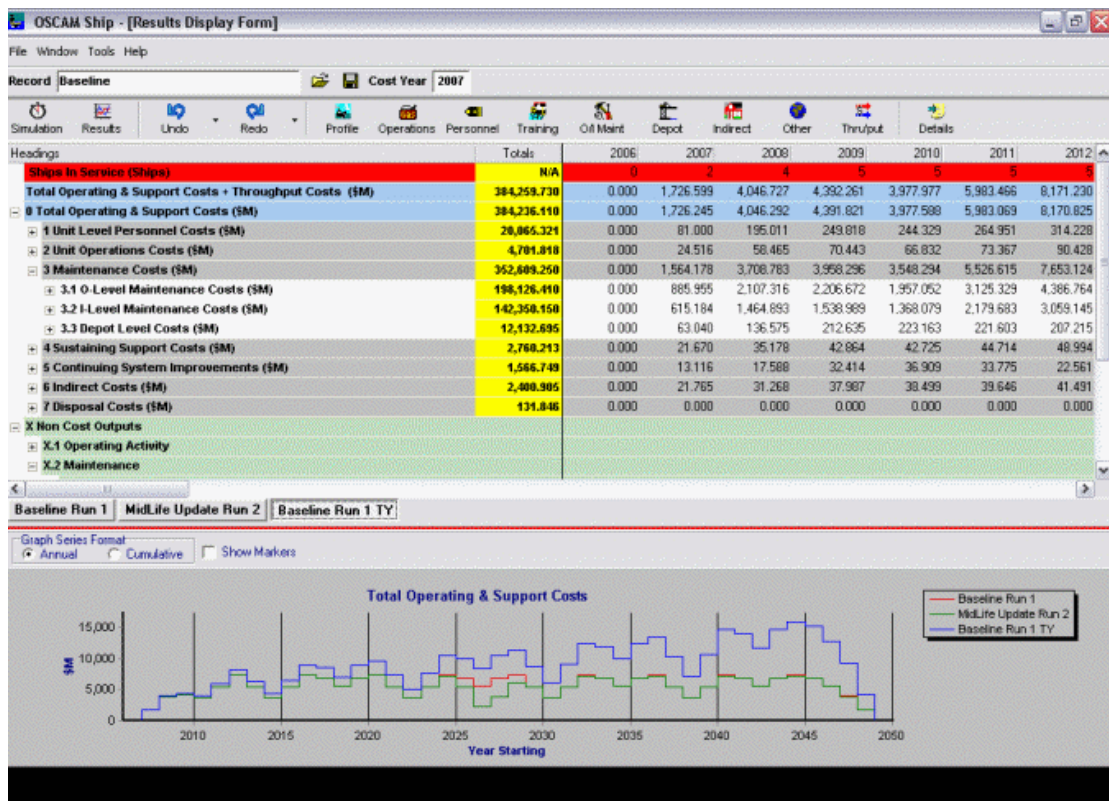 OSCAM Ship - [Results Display Form]
File Window Tools Help
Record Baseline Cost Year 2007
Simulation Results Undo Redo Profile Operations Personnel Training O/I Maint Depot Indirect Other Thru/put Details
Headings Totals 2006 2007 2008 2009 2010 2011 2012
Ships In Service (Ships) N/A 0 2 4 5 5 5 5
Total Operating & Support Costs + Throughput Costs ($M) 384,259.730 0.000 1,726.599 4,046.727 4,392.261 3,977.977 5,983.466 8,171.230
0 Total Operating & Support Costs ($M) 384,236.110 0.000 1,726.245 4,046.292 4,391.821 3,977.588 5,983.069 8,170.825
1 Unit Level Personnel Costs ($M) 20,065.321 0.000 81.000 195.011 249.818 244.329 264.951 314.228
2 Unit Operations Costs ($M) 4,701.818 0.000 24.516 58.465 70.443 66.832 73.367 90.428
3 Maintenance Costs ($M) 352,609.250 0.000 1,564.178 3,708.783 3,958.296 3,548.294 5,526.615 7,653.124
3.1 O-Level Maintenance Costs ($M) 198,126.410 0.000 885.955 2,107.316 2,206.672 1,957.052 3,125.329 4,386.764
3.2 I-Level Maintenance Costs ($M) 142,350.150 0.000 615.184 1,464.893 1,538.989 1,368.079 2,179.683 3,059.145
3.3 Depot Level Costs ($M) 12,132.695 0.000 63.040 136.575 212.635 223.163 221.603 207.215
4 Sustaining Support Costs ($M) 2,760.213 0.000 21.670 35.178 42.864 42.725 44.714 48.994
5 Continuing System Improvements ($M) 1,566.749 0.000 13.116 17.588 32.414 36.909 33.775 22.561
6 Indirect Costs ($M) 2,400.905 0.000 21.765 31.268 37.987 38.499 39.646 41.491
7 Disposal Costs ($M) 131.846 0.000 0.000 0.000 0.000 0.000 0.000 0.000
X Non Cost Outputs
X.1 Operating Activity
X.2 Maintenance
Baseline Run 1 MidLife Update Run 2 Baseline Run 1 TY
Graph Series Format
Annual Cumulative Show Markers
Total Operating & Support Costs
Baseline Run 1
MidLife Update Run 2
Baseline Run 1 TY
15,000
10,000
5,000
0
$M
2010 2015 2020 2025 2030 2035 2040 2045 2050
Year Starting